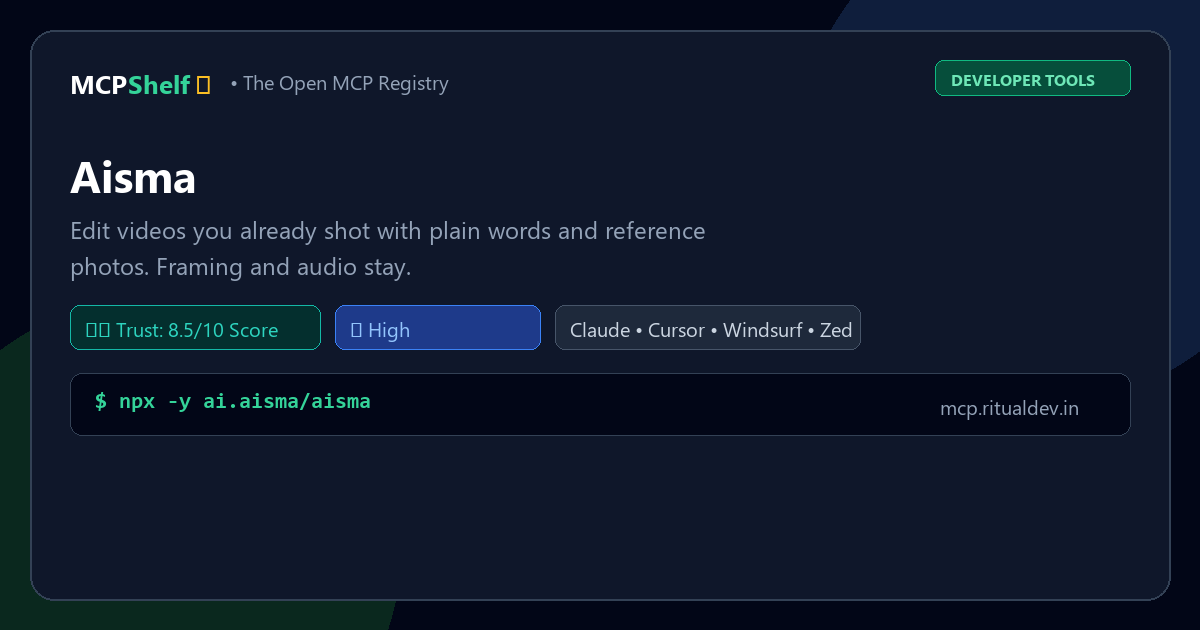 MCPShelf • The Open MCP Registry
DEVELOPER TOOLS
Aisma
Edit videos you already shot with plain words and reference
photos. Framing and audio stay.
Trust: 8.5/10 Score
High
Claude • Cursor • Windsurf • Zed
$ npx -y ai.aisma/aisma
mcp.ritualdev.in